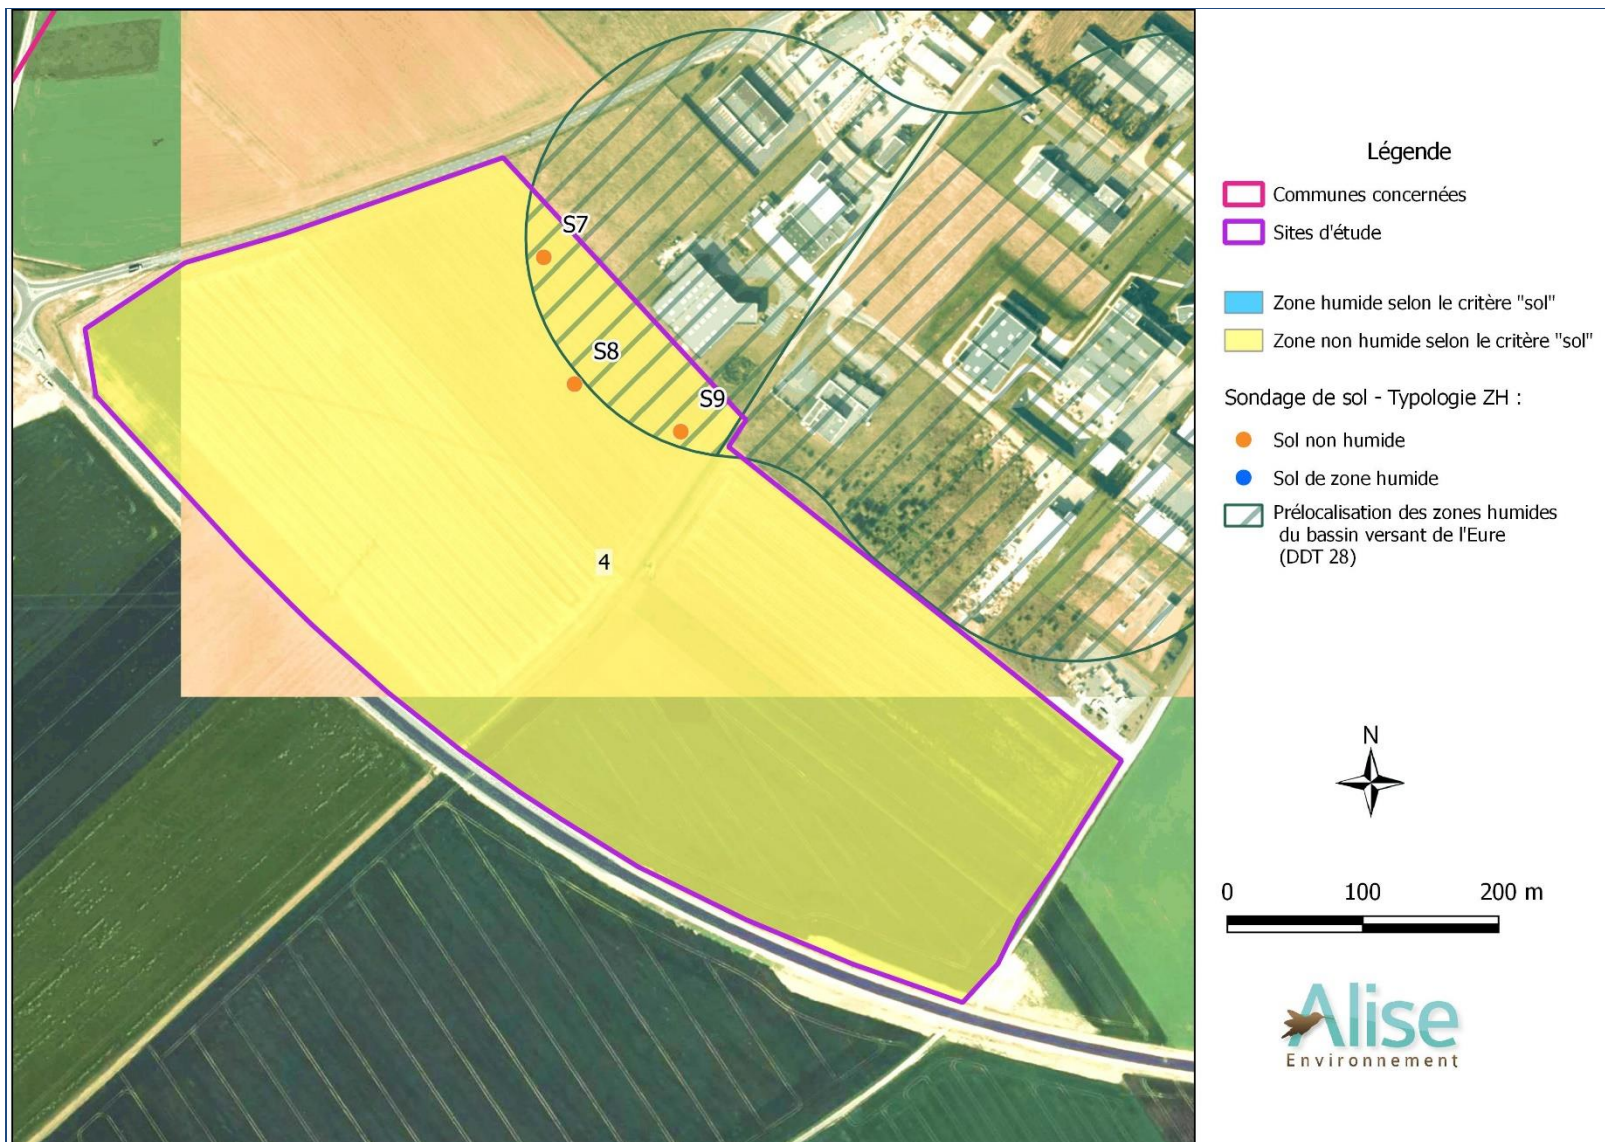 S7
S8
S9
4
Légende
Communes concernées
Sites d'étude
Zone humide selon le critère "sol"
Zone non humide selon le critère "sol"
Sondage de sol - Typologie ZH :
Sol non humide
Sol de zone humide
Prélocalisation des zones humides
du bassin versant de l'Eure
(DDT 28)
N
0 100 200 m
Alise
Environnement